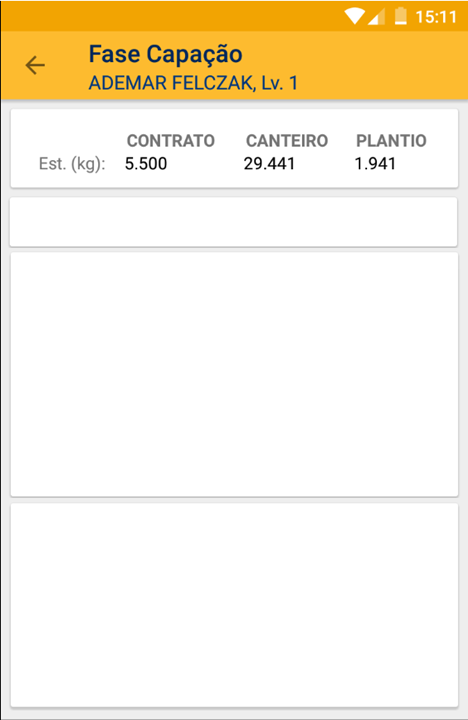 15:11
Fase Capação
ADEMAR FELCZAK, Lv. 1
CONTRATO CANTEIRO PLANTIO
Est. (kg): 5.500 29.441 1.941